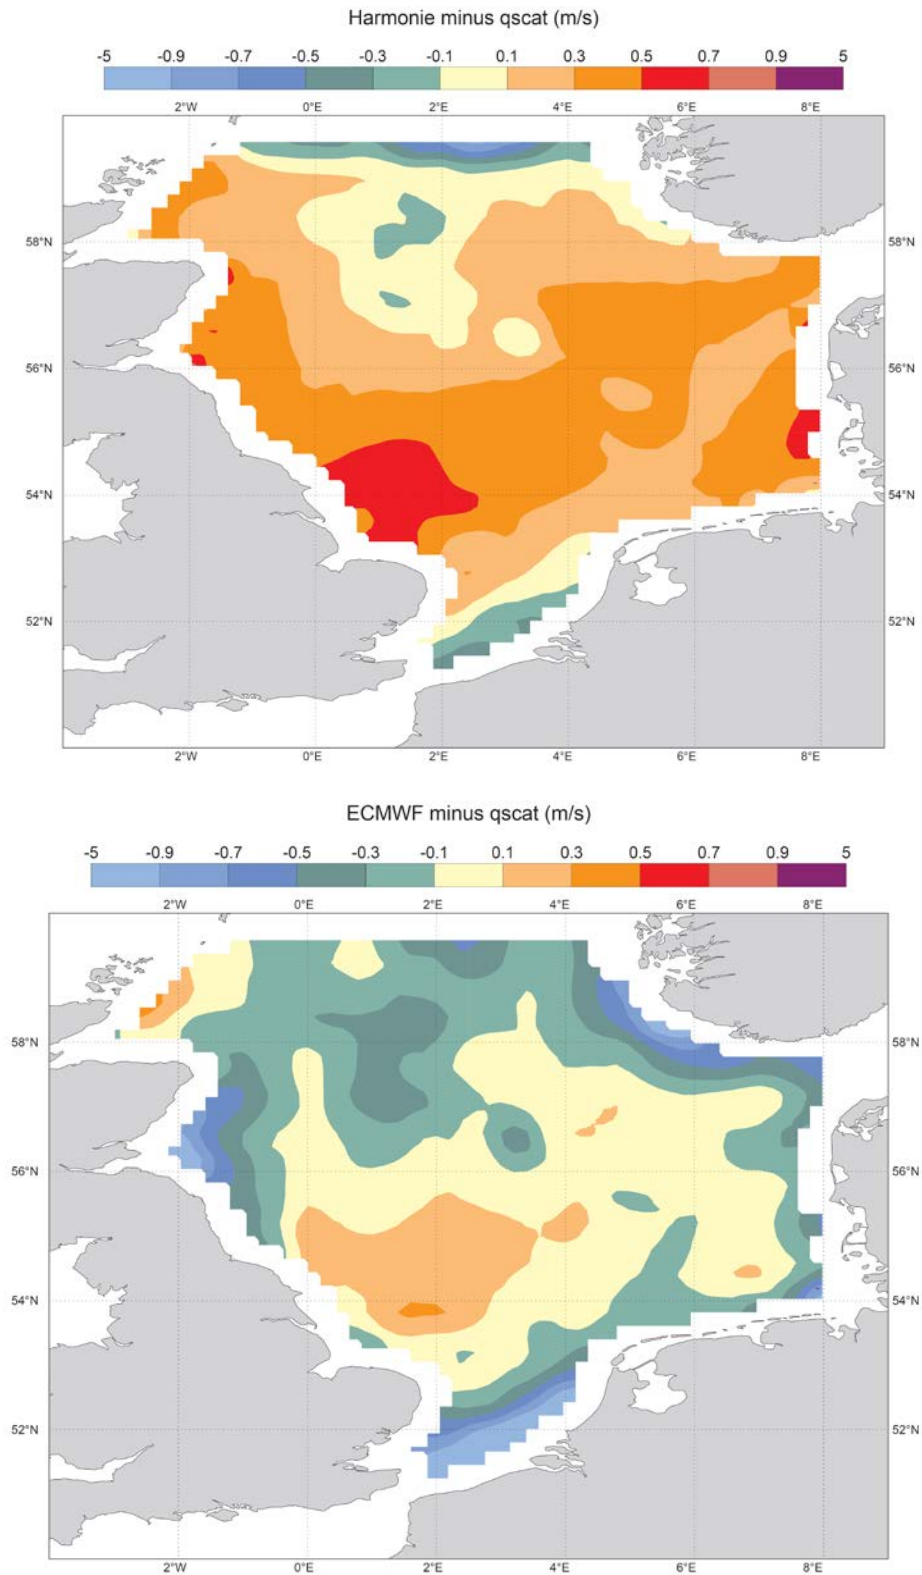 Harmonie minus qscat (m/s)
-5 -0.9 -0.7 -0.5 -0.3 -0.1 0.1 0.3 0.5 0.7 0.9 5
2°W 0°E 2°E 4°E 6°E 8°E
58°N 58°N
56°N 56°N
54°N 54°N
52°N 52°N
2°W 0°E 2°E 4°E 6°E 8°E
ECMWF minus qscat (m/s)
-5 -0.9 -0.7 -0.5 -0.3 -0.1 0.1 0.3 0.5 0.7 0.9 5
2°W 0°E 2°E 4°E 6°E 8°E
58°N 58°N
56°N 56°N
54°N 54°N
52°N 52°N
2°W 0°E 2°E 4°E 6°E 8°E